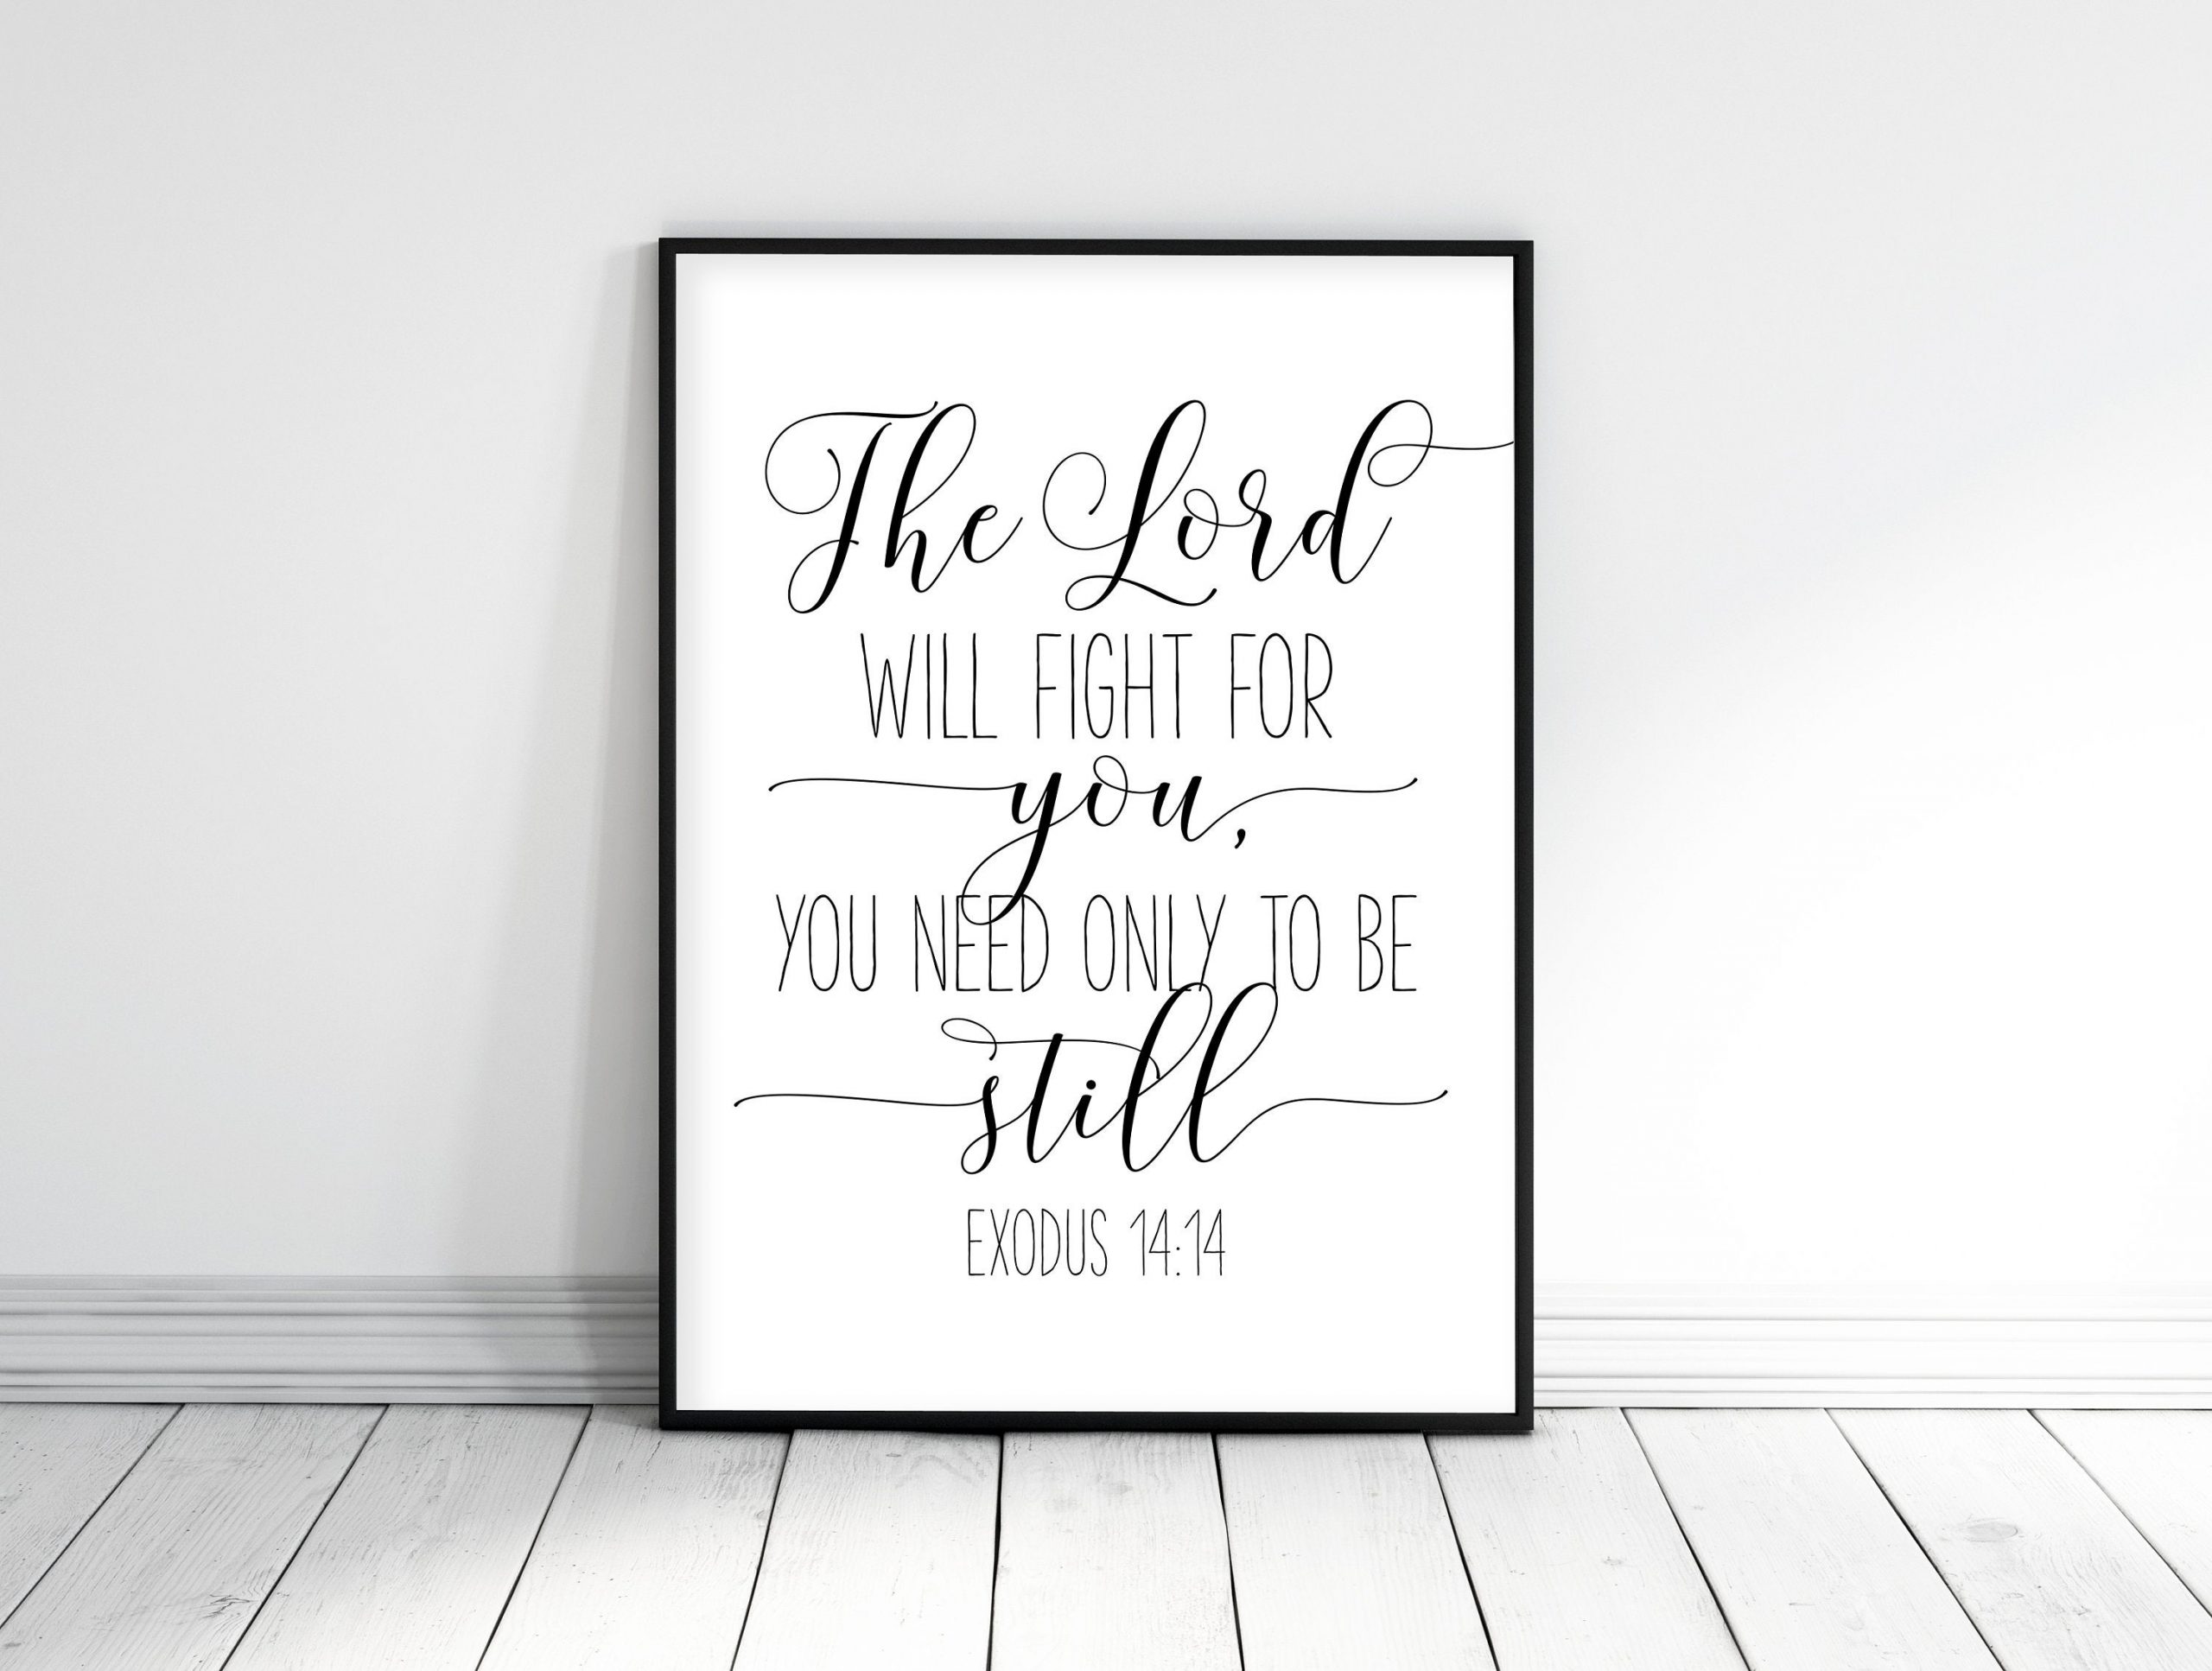 The Lord
WILL FIGHT FOR
you,
YOU NEED ONLY TO BE
still
EXODUS 14:14